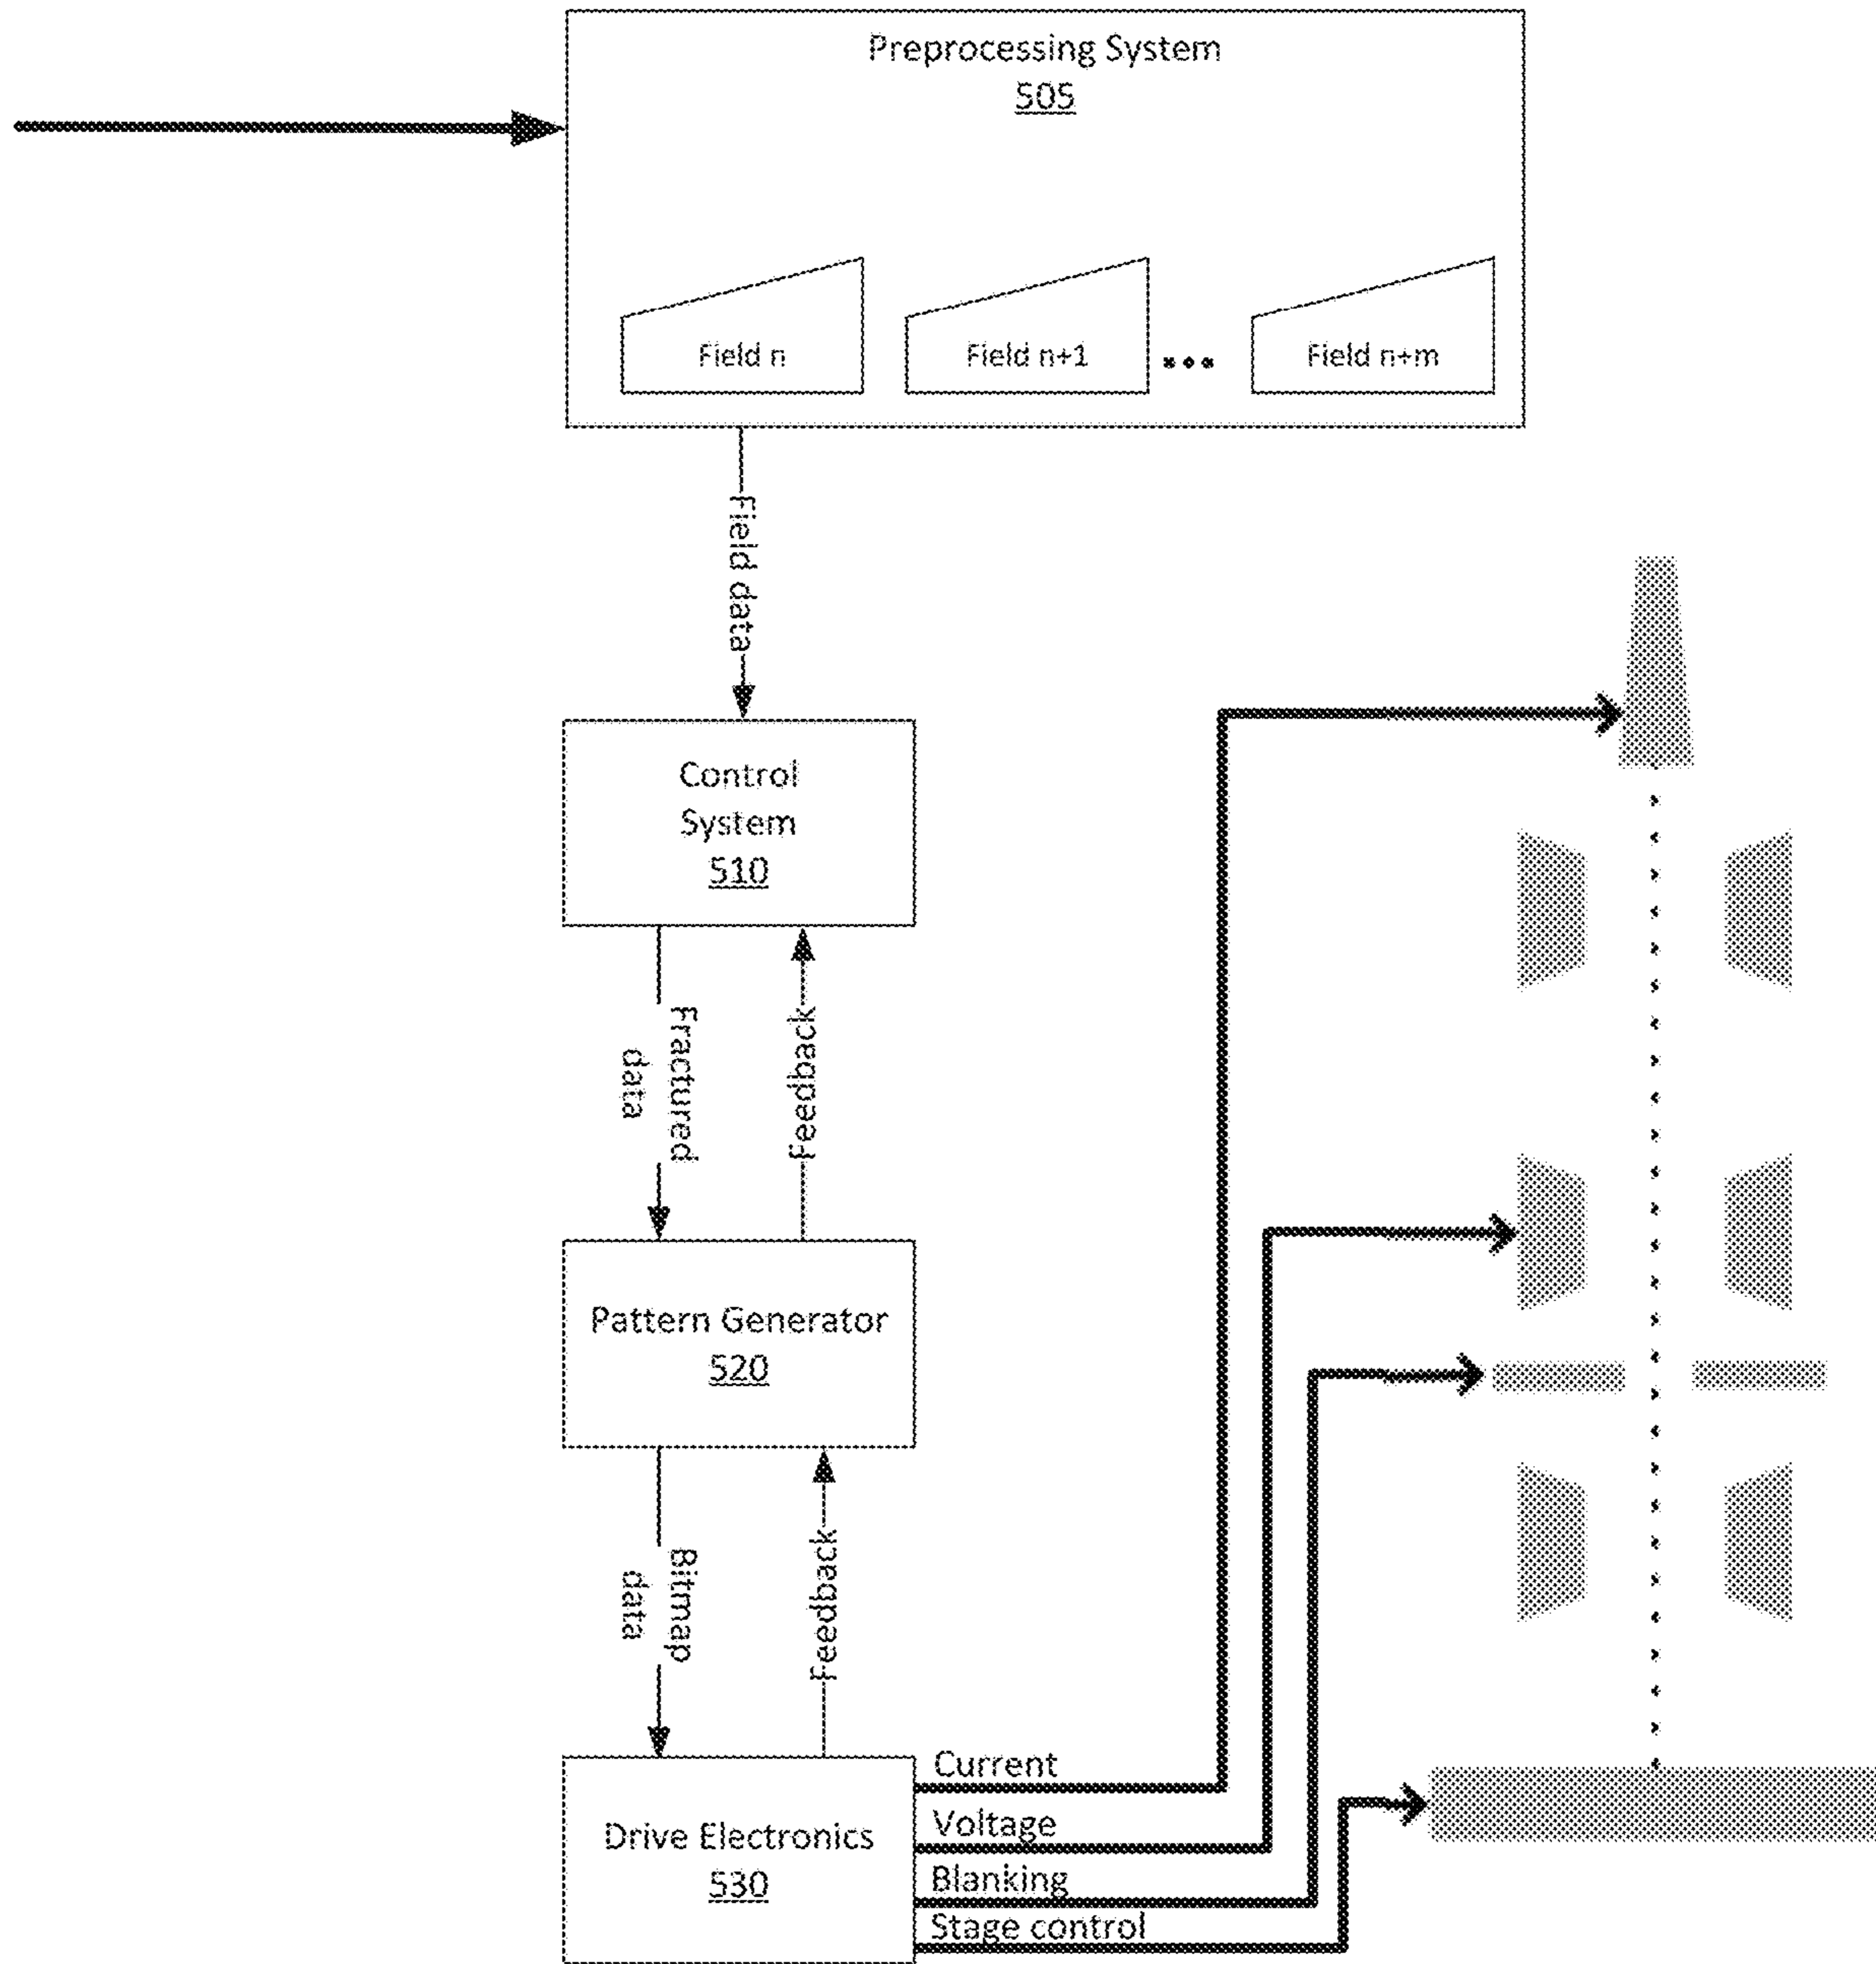 Preprocessing System
505
Field n
Field n+1
...
Field n+m
Field data
Control
System
510
Fractured
data
Feedback
Pattern Generator
520
Bitmap
data
Feedback
Drive Electronics
530
Current
Voltage
Blanking
Stage control